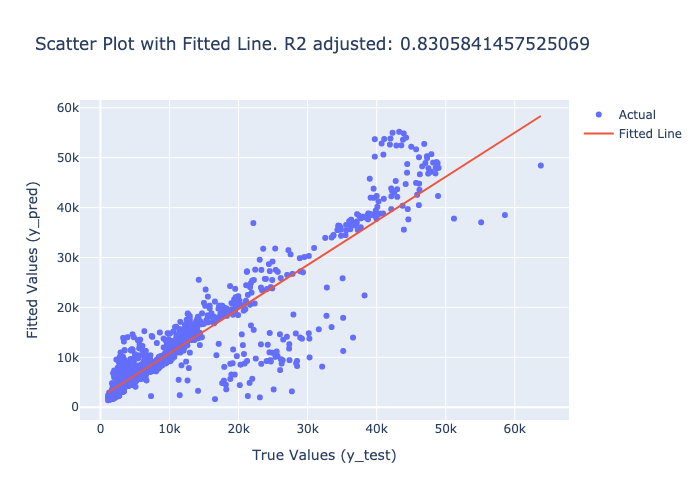 Scatter Plot with Fitted Line. R2 adjusted: 0.8305841457525069
60k
50k
40k
30k
20k
10k
0
Fitted Values (y_pred)
0
10k
20k
30k
40k
50k
60k
True Values (y_test)
Actual
Fitted Line